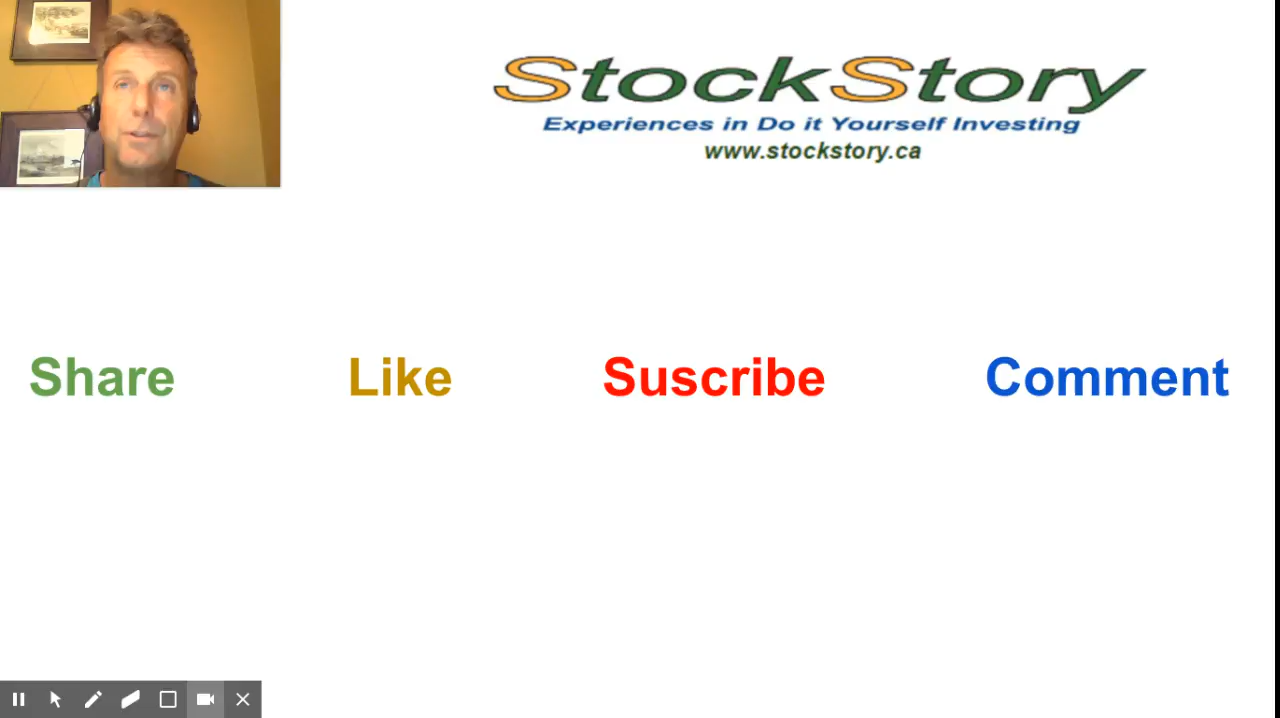 StockStory
Experiences in Do it Yourself Investing
www.stockstory.ca
Share Like Suscribe Comment